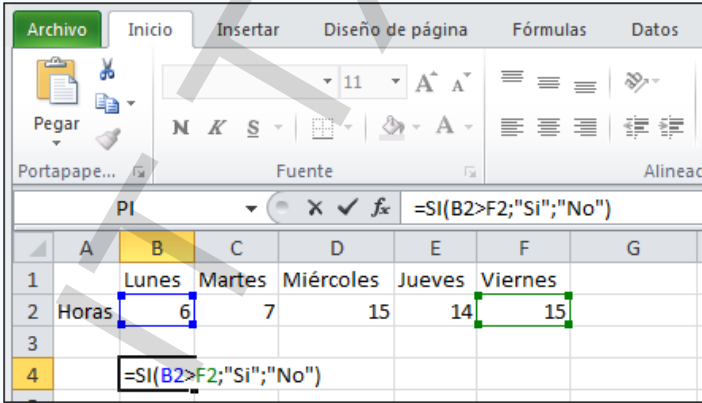 Archivo Inicio Insertar Diseño de página Fórmulas Datos
11 A A
Pegar N K S A
Portapape... Fuente Alineac
PI fx =SI(B2>F2;"Si";"No")
A B C D E F G
1 Lunes Martes Miércoles Jueves Viernes
2 Horas 6 7 15 14 15
3
4 =SI(B2>F2;"Si";"No")